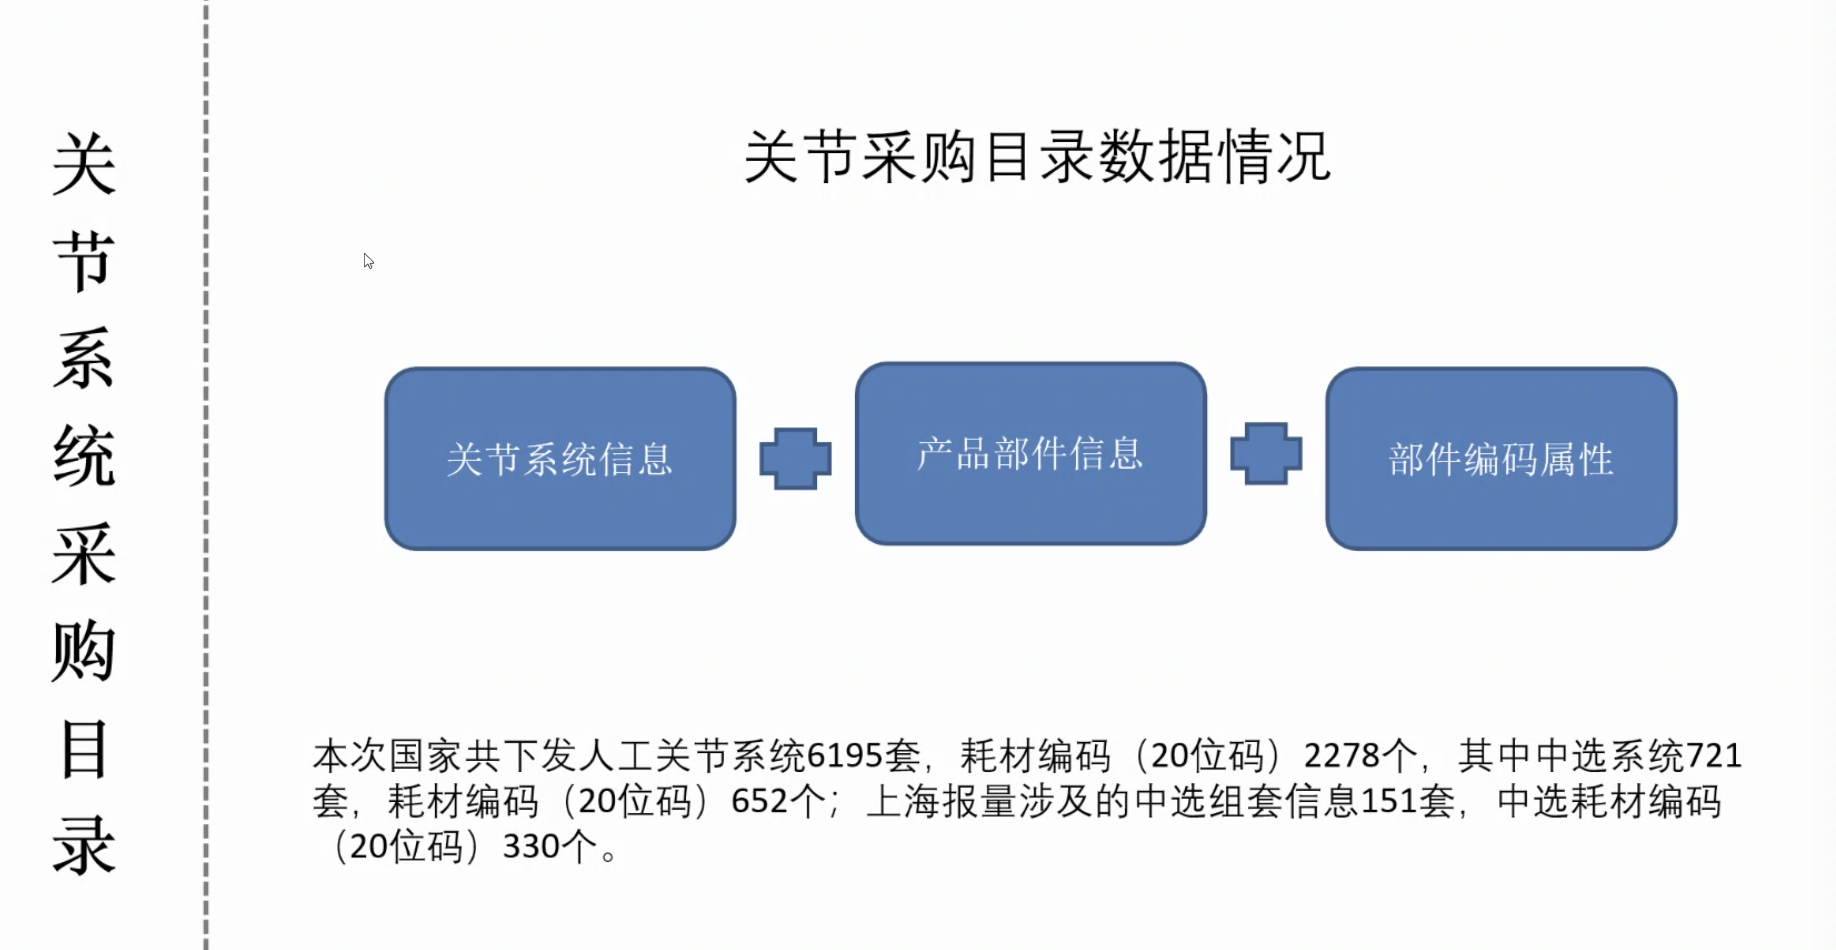 关节系统采购目录
关节采购目录数据情况
关节系统信息
产品部件信息
部件编码属性
本次国家共下发人工关节系统6195套，耗材编码（20位码）2278个，其中中选系统721
套，耗材编码（20位码）652个；上海报量涉及的中选组套信息151套，中选耗材编码
（20位码）330个。